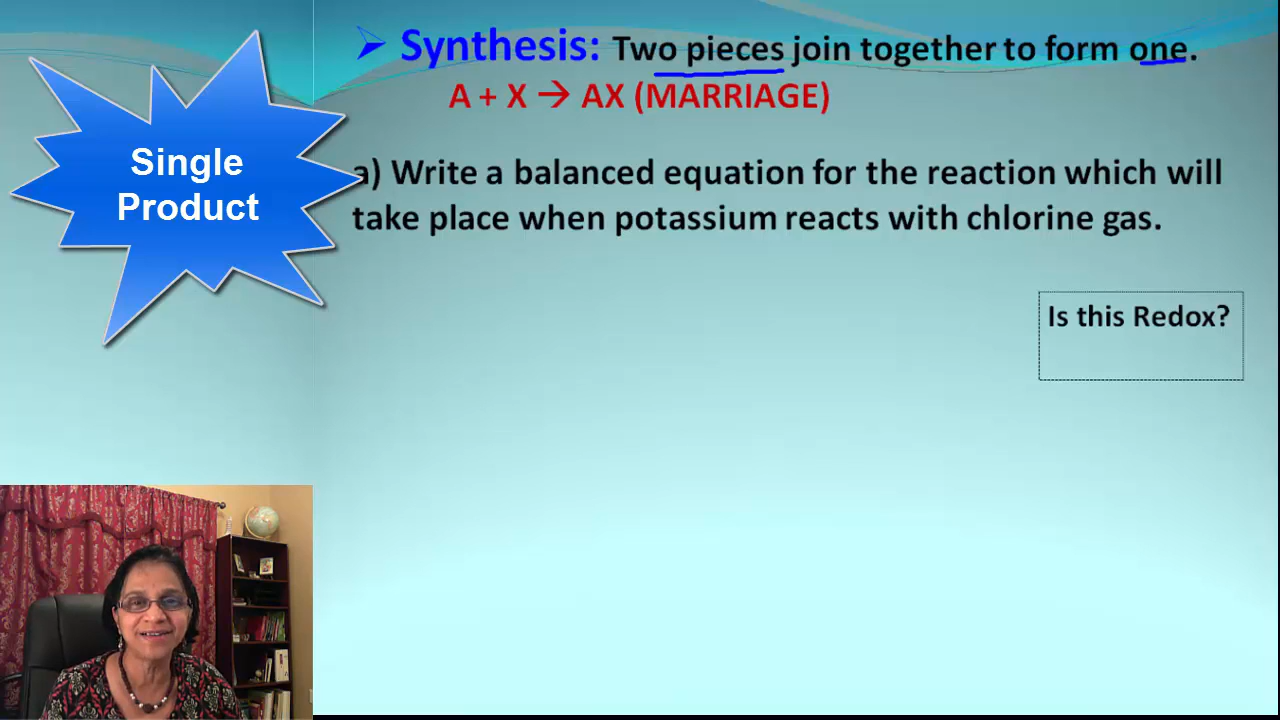 ➢ Synthesis: Two pieces join together to form one.
A + X → AX (MARRIAGE)
Single
Product
a) Write a balanced equation for the reaction which will
take place when potassium reacts with chlorine gas.
Is this Redox?